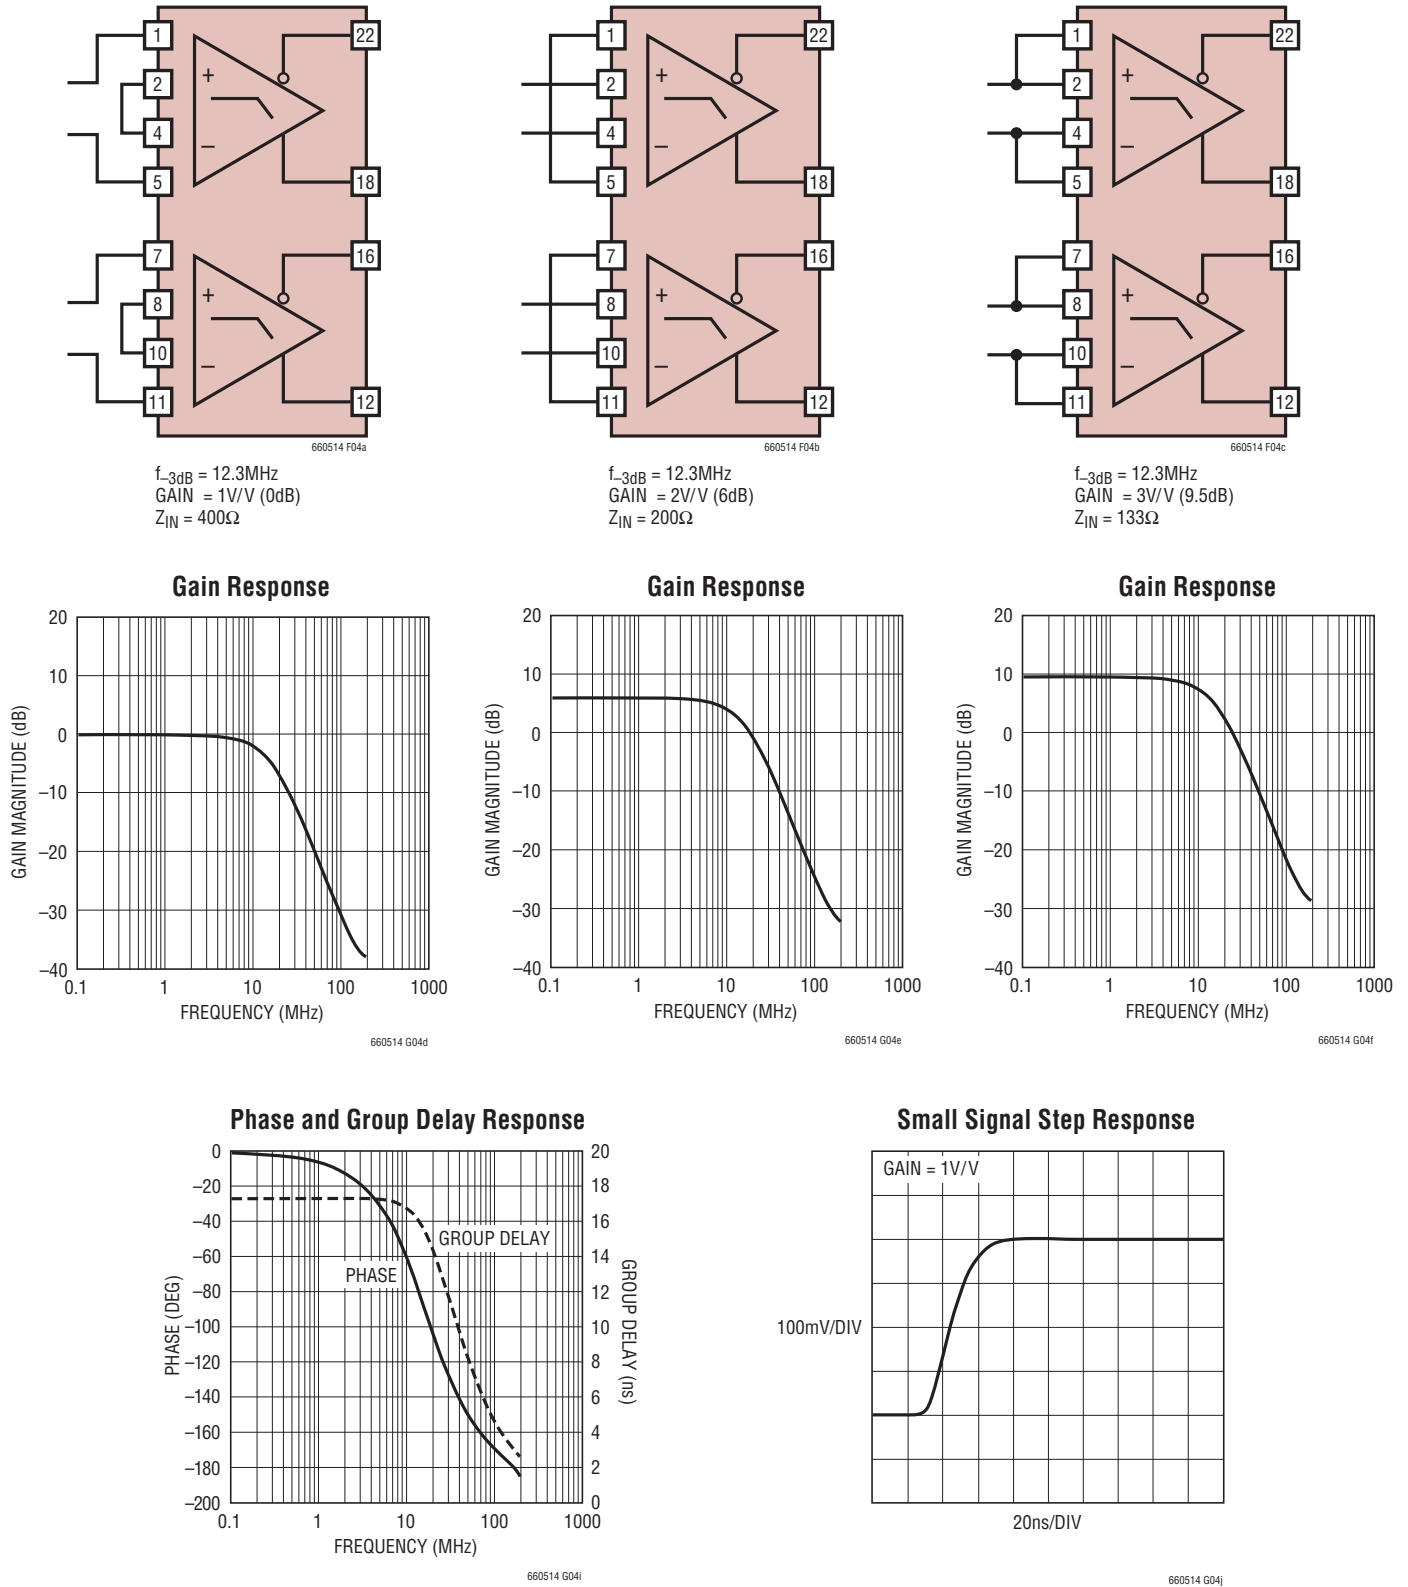 1
2
4
5
7
8
10
11
22
18
16
12
+
–
+
–
660514 F04a
1
2
4
5
7
8
10
11
22
18
16
12
+
–
+
–
660514 F04b
1
2
4
5
7
8
10
11
22
18
16
12
+
–
+
–
660514 F04c
f–3dB = 12.3MHz
GAIN = 1V/V (0dB)
ZIN = 400Ω
f–3dB = 12.3MHz
GAIN = 2V/V (6dB)
ZIN = 200Ω
f–3dB = 12.3MHz
GAIN = 3V/V (9.5dB)
ZIN = 133Ω
Gain Response
GAIN MAGNITUDE (dB)
20
10
0
–10
–20
–30
–40
0.1 1 10 100 1000
FREQUENCY (MHz)
660514 G04d
Gain Response
GAIN MAGNITUDE (dB)
20
10
0
–10
–20
–30
–40
0.1 1 10 100 1000
FREQUENCY (MHz)
660514 G04e
Gain Response
GAIN MAGNITUDE (dB)
20
10
0
–10
–20
–30
–40
0.1 1 10 100 1000
FREQUENCY (MHz)
660514 G04f
Phase and Group Delay Response
PHASE (DEG)
0
–20
–40
–60
–80
–100
–120
–140
–160
–180
–200
GROUP DELAY
PHASE
20
18
16
14
12
10
8
6
4
2
0
GROUP DELAY (ns)
0.1 1 10 100 1000
FREQUENCY (MHz)
660514 G04i
Small Signal Step Response
GAIN = 1V/V
100mV/DIV
20ns/DIV
660514 G04j